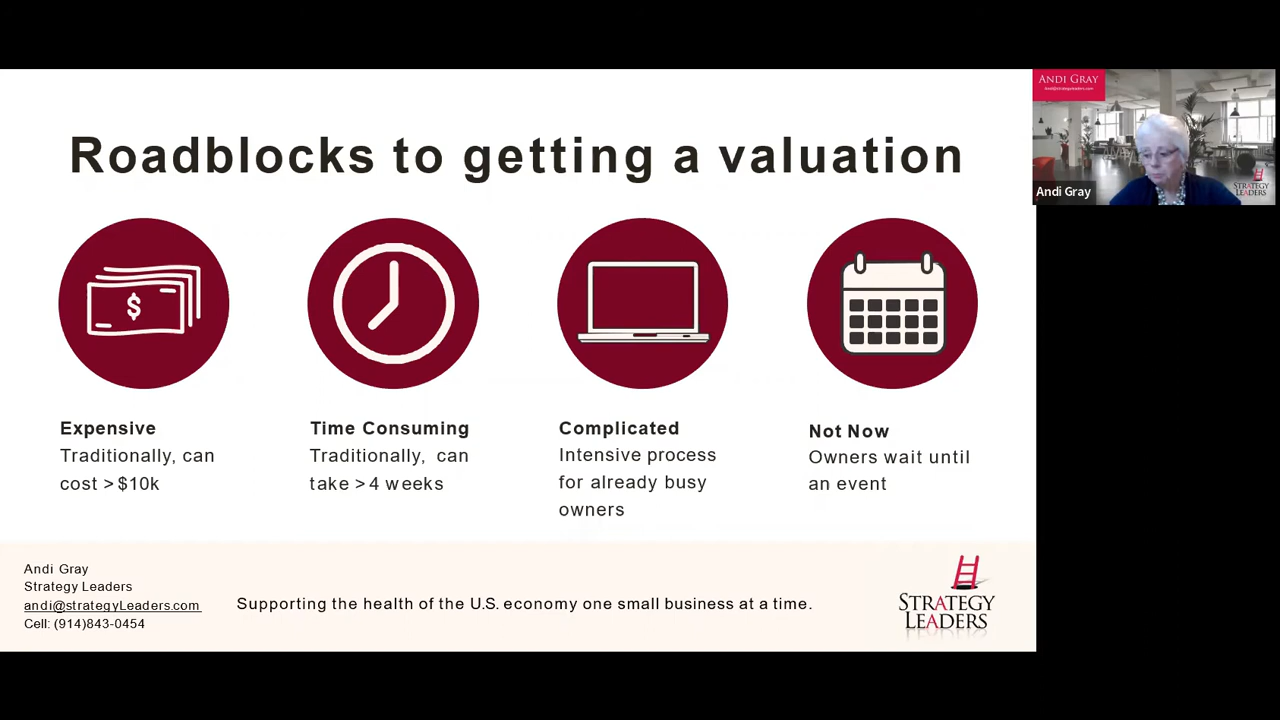 Roadblocks to getting a valuation
Expensive
Traditionally, can
cost > $10k
Time Consuming
Traditionally, can
take > 4 weeks
Complicated
Intensive process
for already busy
owners
Not Now
Owners wait until
an event
Andi Gray
Strategy Leaders
andi@strategyLeaders.com
Cell: (914)843-0454
Supporting the health of the U.S. economy one small business at a time.
STRATEGY
LEADERS
ANDI GRAY
Andi Gray
STRATEGY
LEADERS